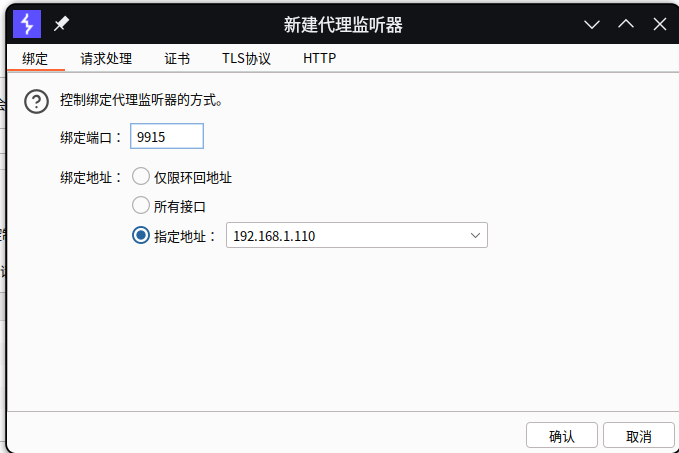 新建代理监听器
绑定 请求处理 证书 TLS协议 HTTP
控制绑定代理监听器的方式。
绑定端口： 9915
绑定地址： 仅限环回地址
所有接口
指定地址： 192.168.1.110
确认 取消